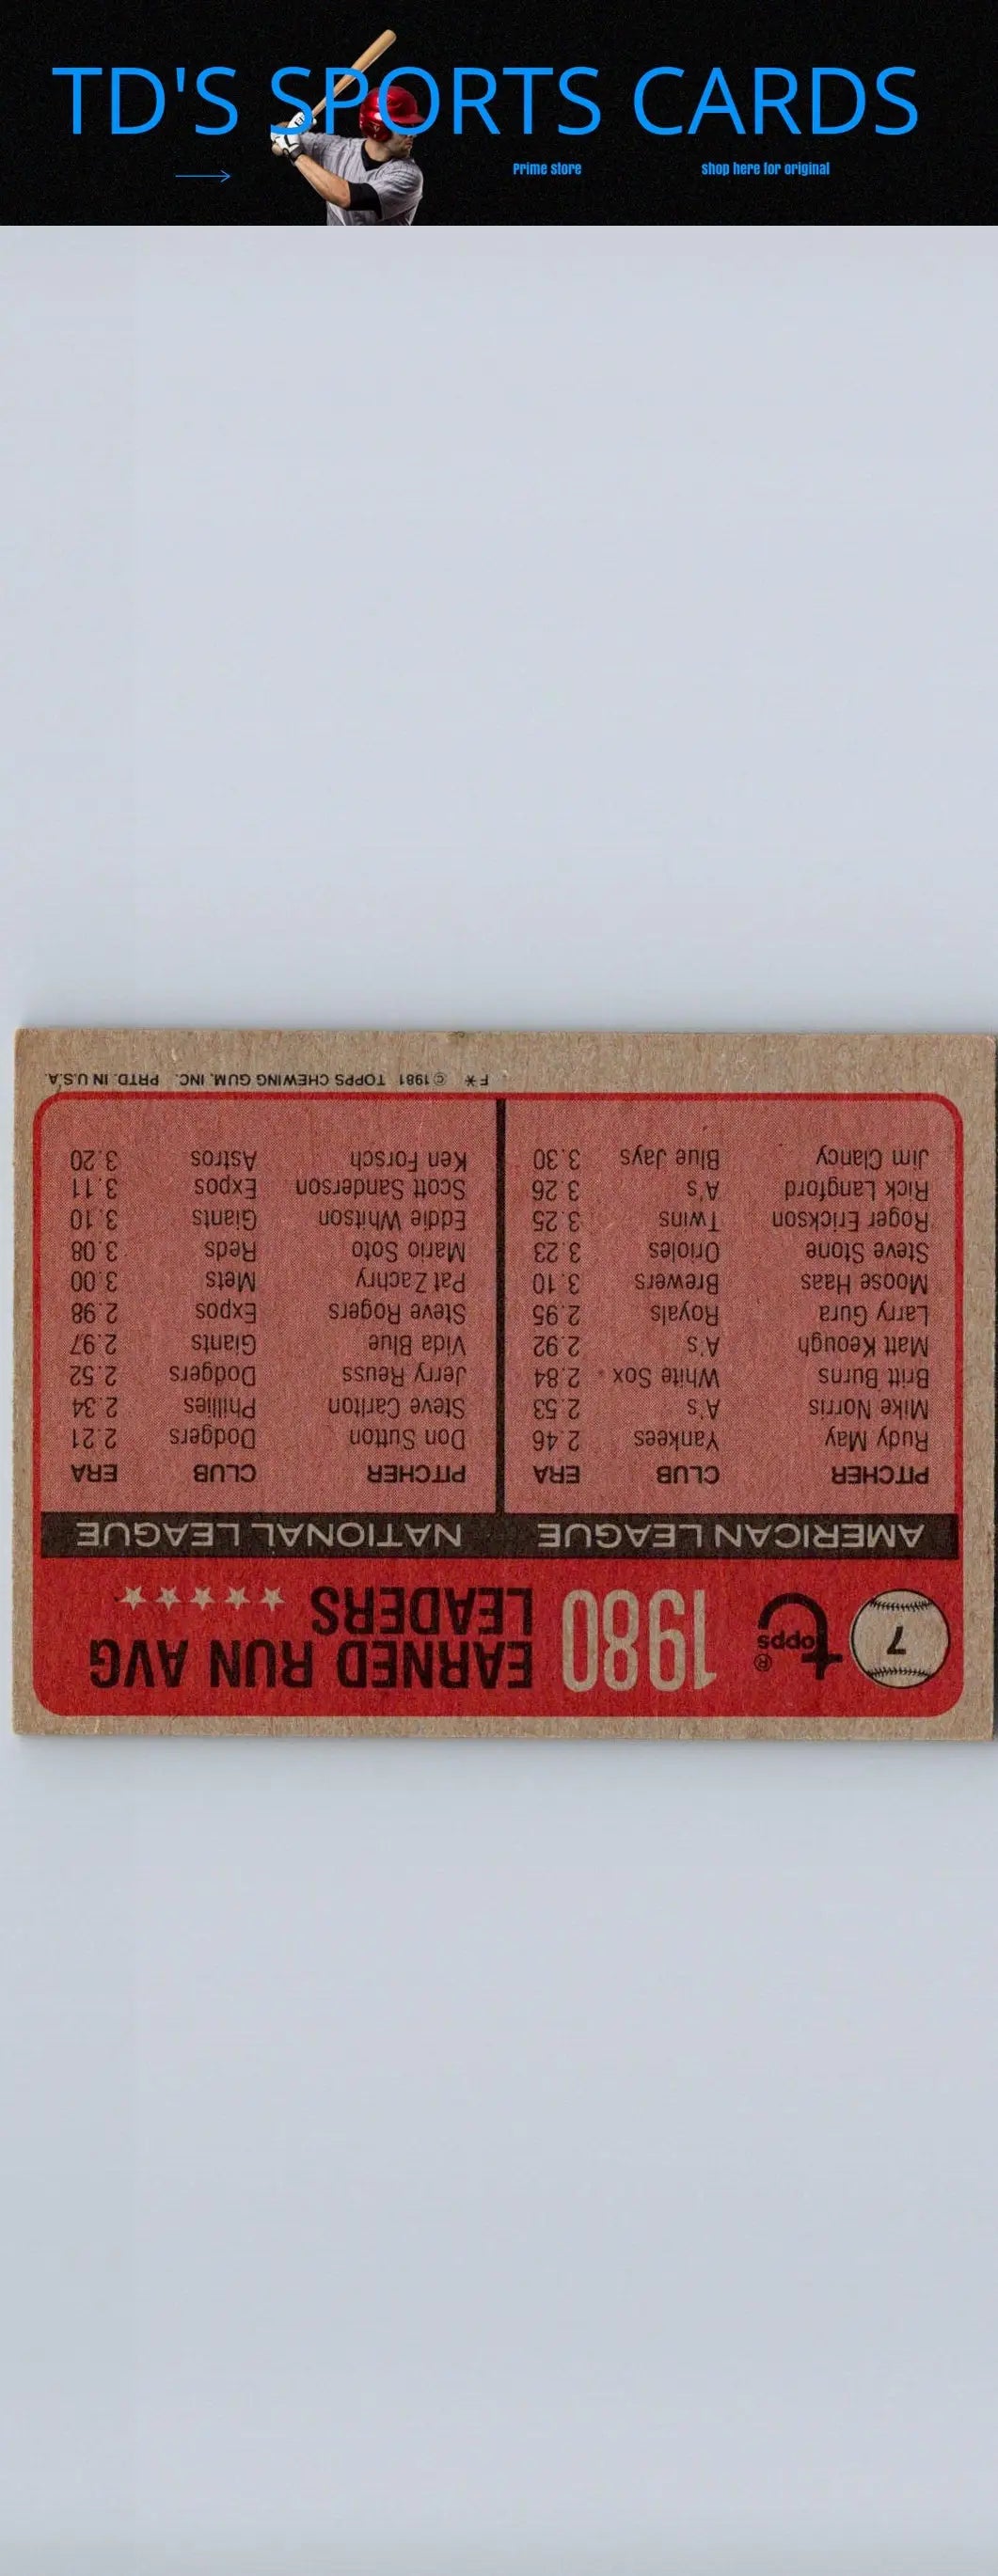 TD'S SPORTS CARDS
Prime store
shop here for original
7
topps®
1980
EARNED RUN AVG
LEADERS
AMERICAN LEAGUE NATIONAL LEAGUE
PITCHER CLUB ERA PITCHER CLUB ERA
Rudy May Yankees 2.46 Don Sutton Dodgers 2.21
Mike Norris A's 2.53 Steve Carlton Phillies 2.34
Britt Burns White Sox 2.84 Jerry Reuss Dodgers 2.52
Matt Keough A's 2.92 Vida Blue Giants 2.97
Larry Gura Royals 2.95 Steve Rogers Expos 2.98
Moose Haas Brewers 3.10 Pat Zachry Mets 3.00
Steve Stone Orioles 3.23 Mario Soto Reds 3.08
Roger Erickson Twins 3.25 Eddie Whitson Giants 3.10
Rick Langford A's 3.26 Scott Sanderson Expos 3.11
Jim Clancy Blue Jays 3.30 Ken Forsch Astros 3.20
F* © 1981 TOPPS CHEWING GUM, INC. PRTD. IN U.S.A.